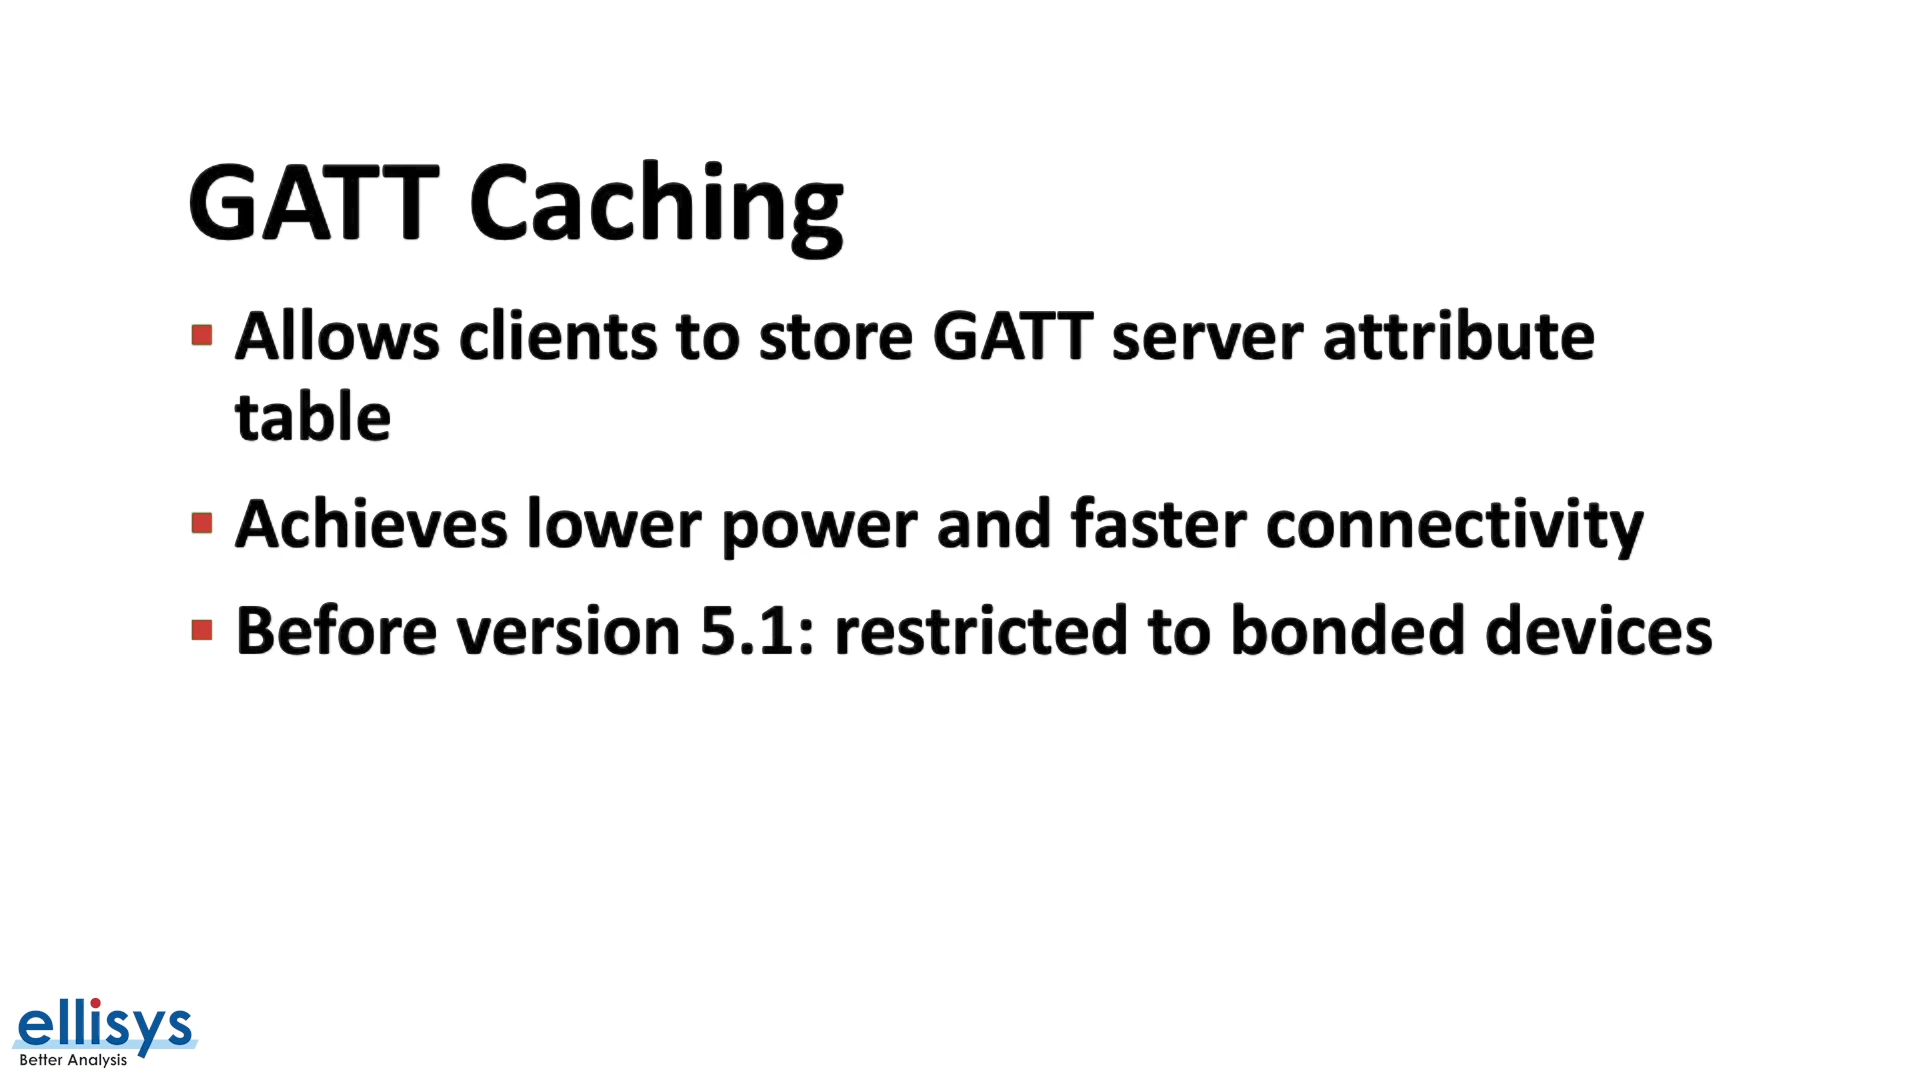 GATT Caching
Allows clients to store GATT server attribute
table
Achieves lower power and faster connectivity
Before version 5.1: restricted to bonded devices
ellisys
Better Analysis